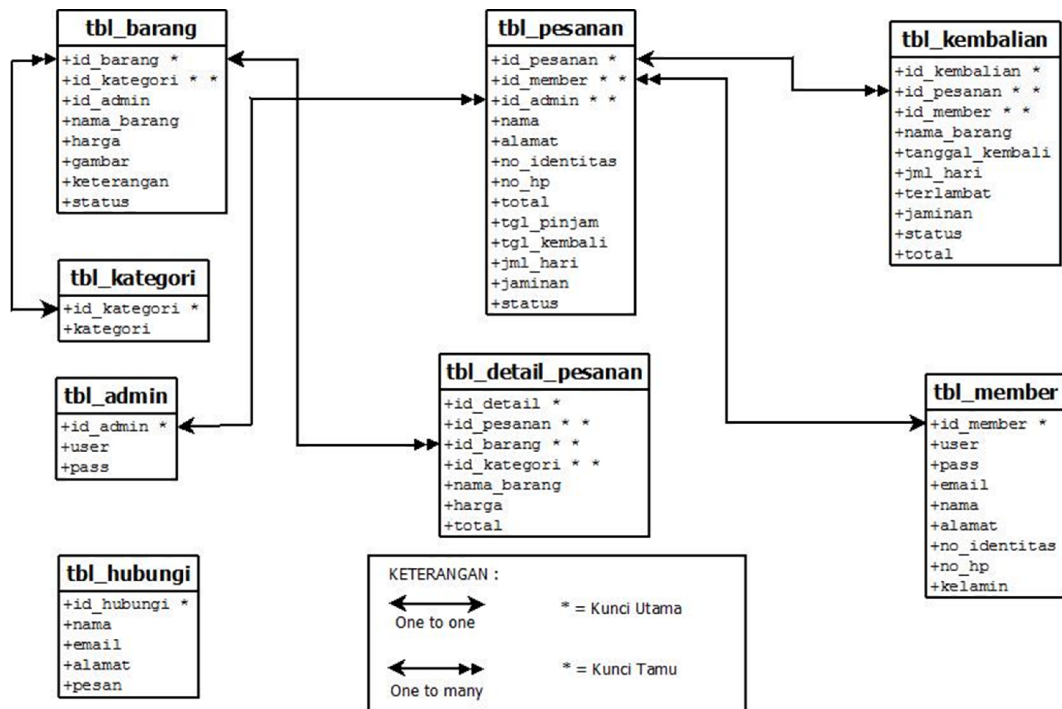 tbl_barang
+id_barang *
+id_kategori * *
+id_admin
+nama_barang
+harga
+gambar
+keterangan
+status
tbl_pesanan
+id_pesanan *
+id_member * *
+id_admin * *
+nama
+alamat
+no_identitas
+no_hp
+total
+tgl_pinjam
+tgl_kembali
+jml_hari
+jaminan
+status
tbl_kembalian
+id_kembalian *
+id_pesanan * *
+id_member * *
+nama_barang
+tanggal_kembali
+jml_hari
+terlambat
+jaminan
+status
+total
tbl_kategori
+id_kategori *
+kategori
tbl_admin
+id_admin *
+user
+pass
tbl_detail_pesanan
+id_detail *
+id_pesanan * *
+id_barang * *
+id_kategori * *
+nama_barang
+harga
+total
tbl_member
+id_member *
+user
+pass
+email
+nama
+alamat
+no_identitas
+no_hp
+kelamin
tbl_hubungi
+id_hubungi *
+nama
+email
+alamat
+pesan
KETERANGAN :
One to one
* = Kunci Utama
One to many
* = Kunci Tamu